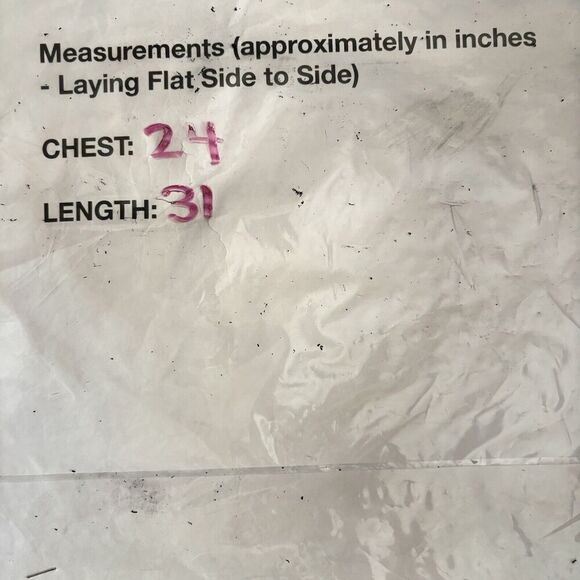 Measurements (approximately in inches
- Laying Flat Side to Side)
CHEST: 24
LENGTH: 31